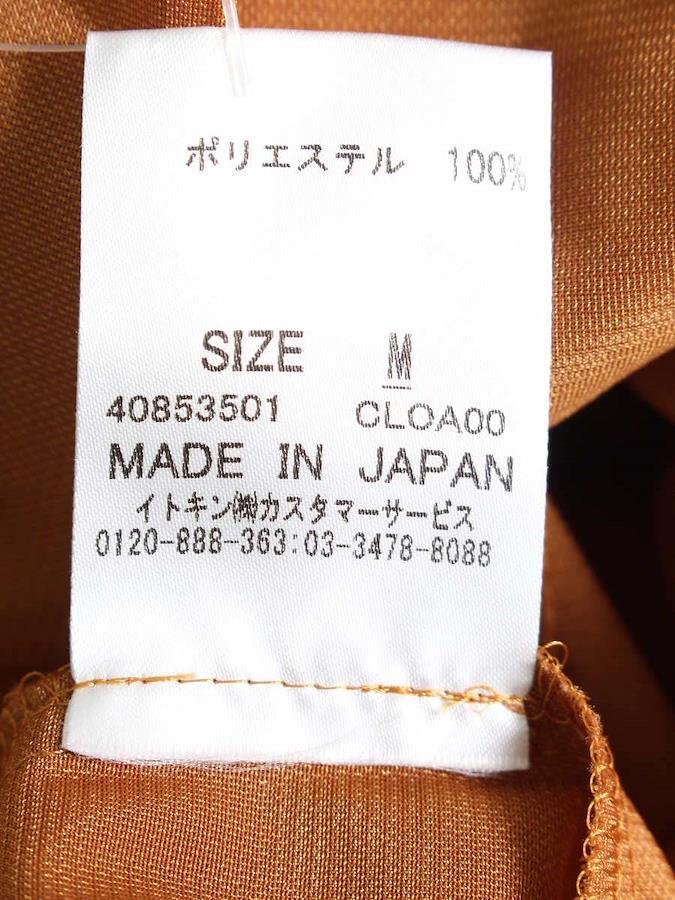 ポリエステル 100%
SIZE M
40853501 CLOA00
MADE IN JAPAN
イトキン㈱カスタマーサービス
0120-888-363:03-3478-8088